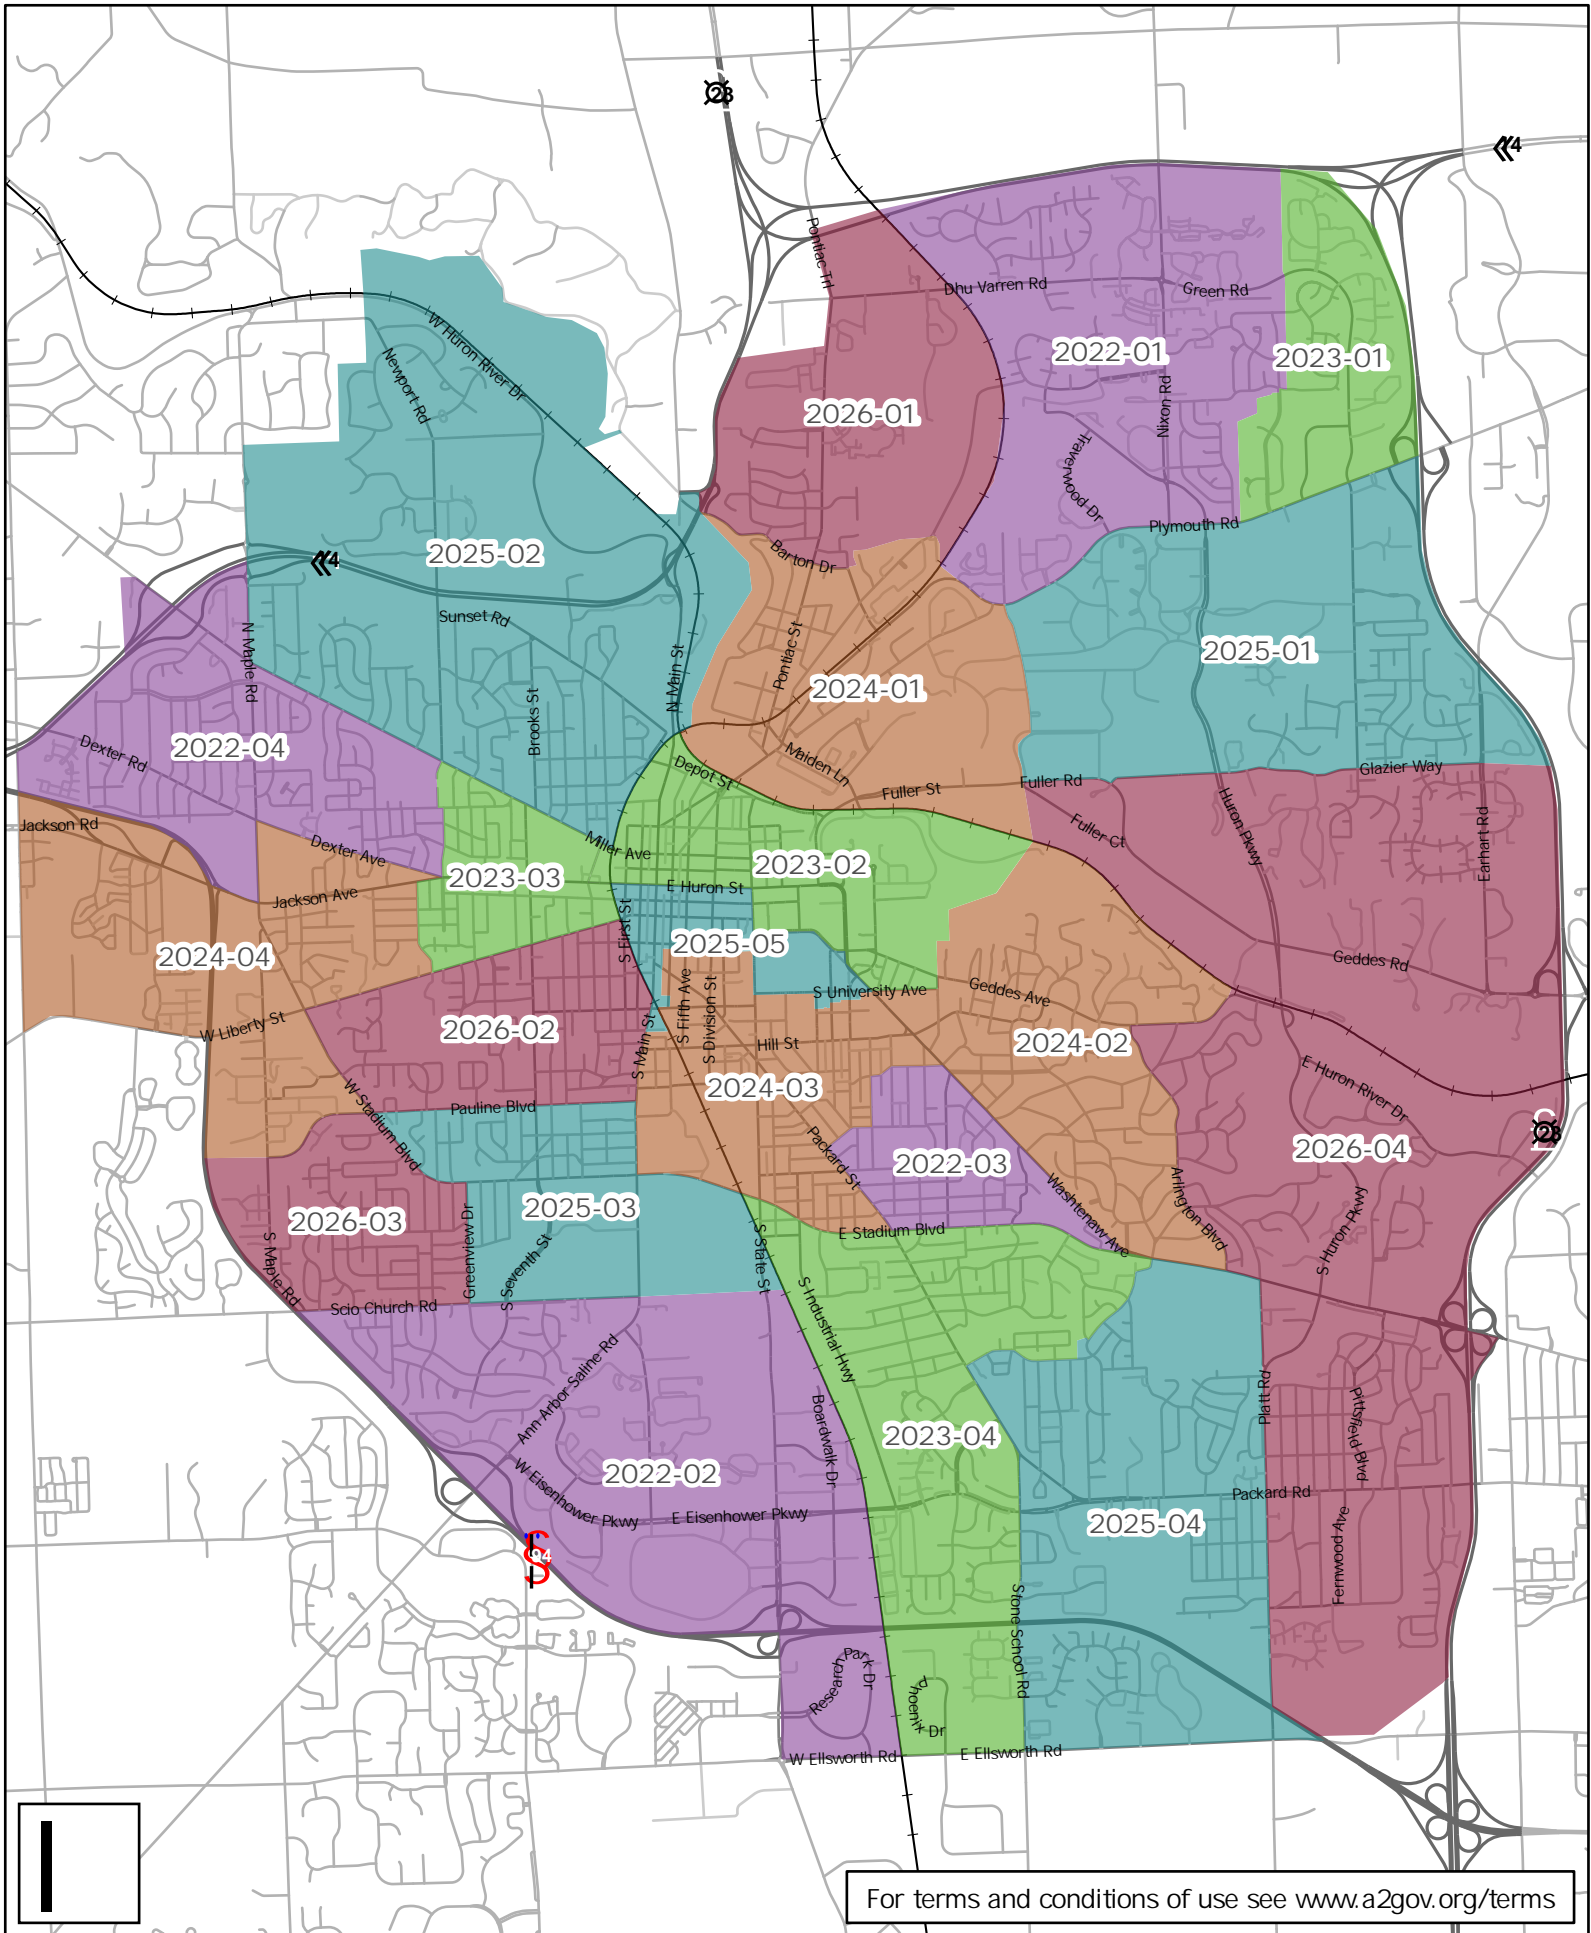 23
14
Pontiac Trl
Dhu Varren Rd
Green Rd
W Huron River Dr
Newport Rd
2022-01
2023-01
2026-01
Nixon Rd
Traverwood Dr
Plymouth Rd
14
2025-02
Barton Dr
Sunset Rd
N Maple Rd
Pontiac St
N Main St
2025-01
2024-01
Brooks St
2022-04
Dexter Rd
Depot St
Maiden Ln
Fuller St
Fuller Rd
Glazier Way
Jackson Rd
Dexter Ave
Miller Ave
Fuller Ct
Huron Pkwy
Earhart Rd
2023-02
2023-03
E Huron St
Jackson Ave
S First St
2025-05
2024-04
Geddes Rd
S University Ave
Geddes Ave
S Fifth Ave
S Division St
W Liberty St
2026-02
S Main St
Hill St
2024-02
2024-03
E Huron River Dr
23
W Stadium Blvd
Pauline Blvd
Packard St
2022-03
2026-04
Arlington Blvd
Washtenaw Ave
2026-03
2025-03
Greenview Dr
S Seventh St
E Stadium Blvd
S Huron Pkwy
S Maple Rd
S State St
Scio Church Rd
S Industrial Hwy
Ann Arbor Saline Rd
Boardwalk Dr
Platt Rd
Pittsfield Blvd
2023-04
2022-02
W Eisenhower Pkwy
E Eisenhower Pkwy
Packard Rd
2025-04
Fernwood Ave
94
Stone School Rd
Research Park Dr
Phoenix Dr
W Ellsworth Rd
E Ellsworth Rd
For terms and conditions of use see www.a2gov.org/terms